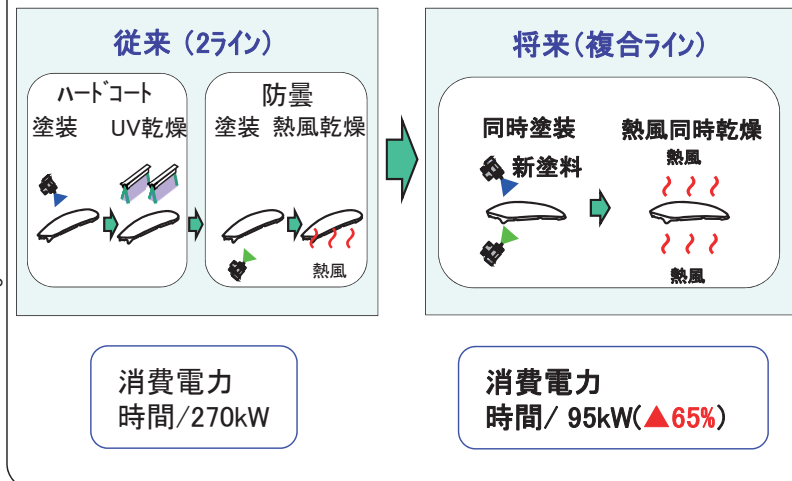 従来（2ライン）
ハードコート
塗装 UV乾燥
防曇
塗装 熱風乾燥
熱風
消費電力
時間/270kW
将来（複合ライン）
同時塗装
新塗料
熱風同時乾燥
熱風
熱風
消費電力
時間/ 95kW(▲65%)